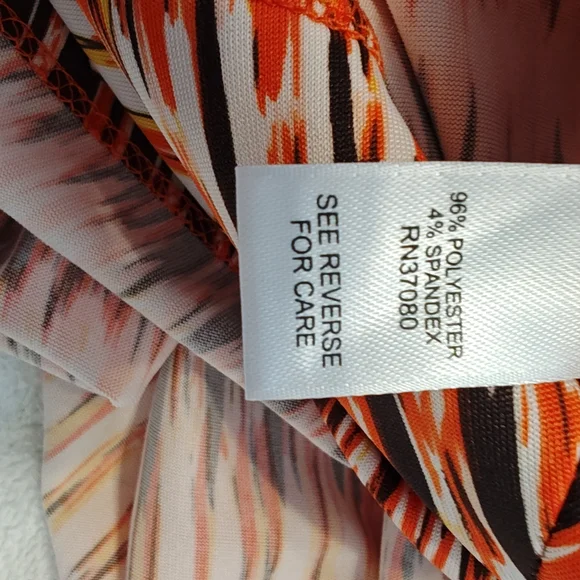 96% POLYESTER
4% SPANDEX
RN37080
SEE REVERSE
FOR CARE